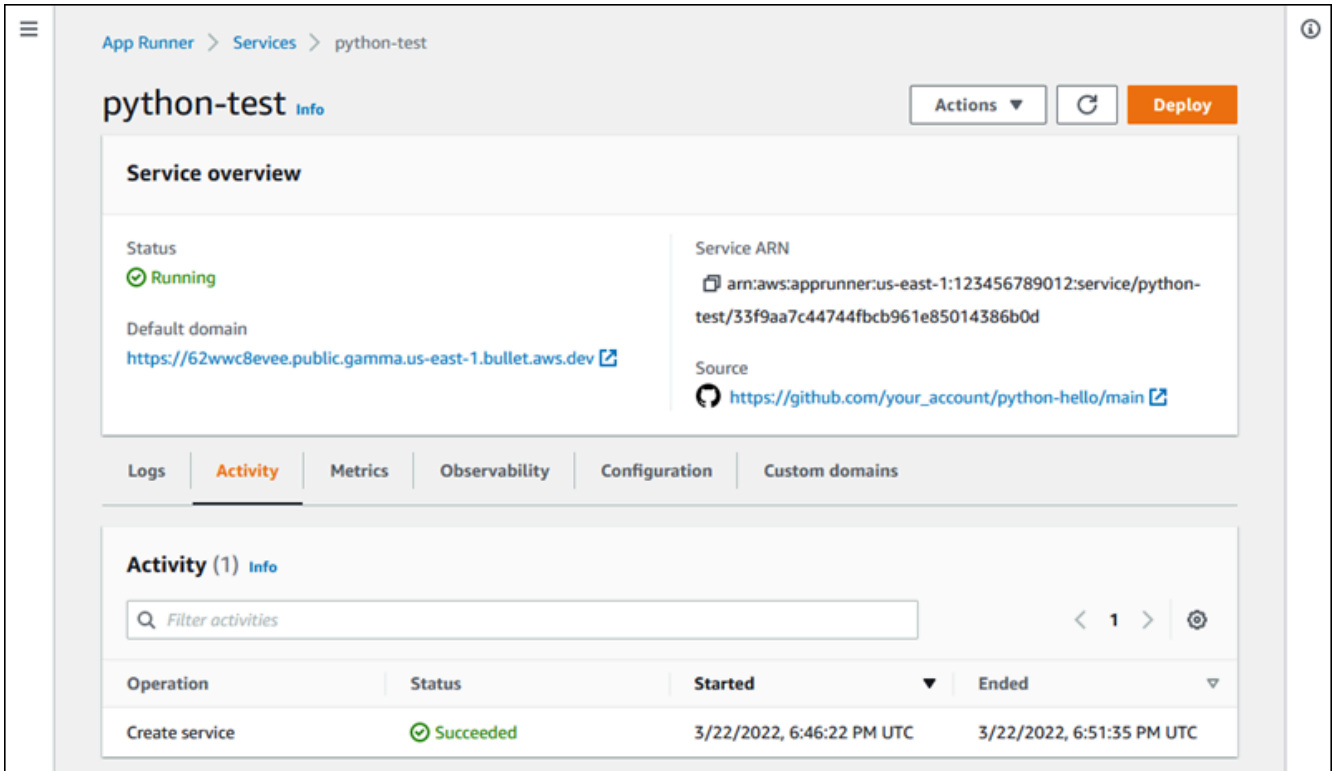 App Runner > Services > python-test
python-test Info
Actions ▼ Deploy
Service overview
Status
Running
Default domain
https://62wwc8evee.public.gamma.us-east-1.bullet.aws.dev
Service ARN
arn:aws:apprunner:us-east-1:123456789012:service/python-
test/33f9aa7c44744fbcb961e85014386b0d
Source
https://github.com/your_account/python-hello/main
Logs Activity Metrics Observability Configuration Custom domains
Activity (1) Info
Filter activities
< 1 >
Operation Status Started ▼ Ended ▽
Create service Succeeded 3/22/2022, 6:46:22 PM UTC 3/22/2022, 6:51:35 PM UTC